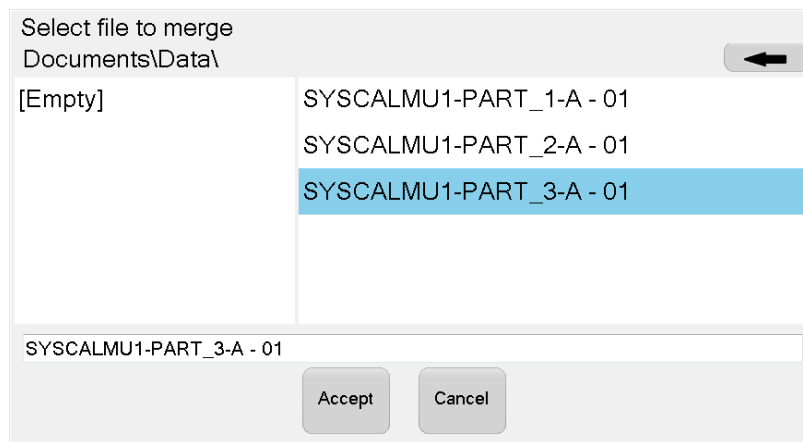 Select file to merge
Documents\Data\
[Empty]
SYSCALMU1-PART_1-A - 01
SYSCALMU1-PART_2-A - 01
SYSCALMU1-PART_3-A - 01
SYSCALMU1-PART_3-A - 01
Accept
Cancel